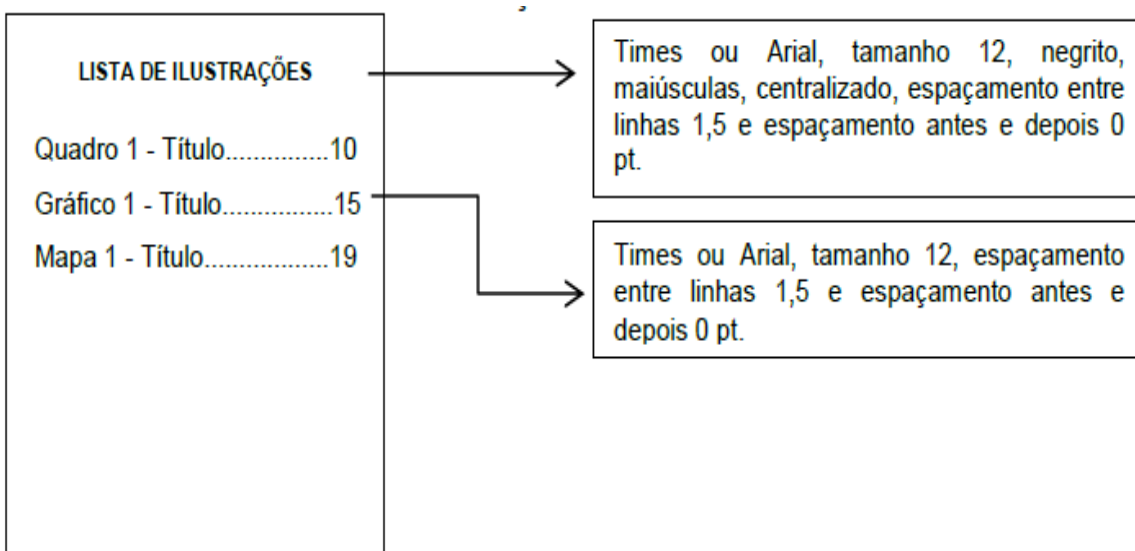 LISTA DE ILUSTRAÇÕES
Quadro 1 - Título...............10
Gráfico 1 - Título................15
Mapa 1 - Título..................19
Times ou Arial, tamanho 12, negrito,
maiúsculas, centralizado, espaçamento entre
linhas 1,5 e espaçamento antes e depois 0
pt.
Times ou Arial, tamanho 12, espaçamento
entre linhas 1,5 e espaçamento antes e
depois 0 pt.